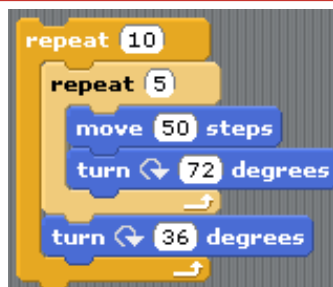 repeat 10
repeat 5
move 50 steps
turn 72 degrees
turn 36 degrees